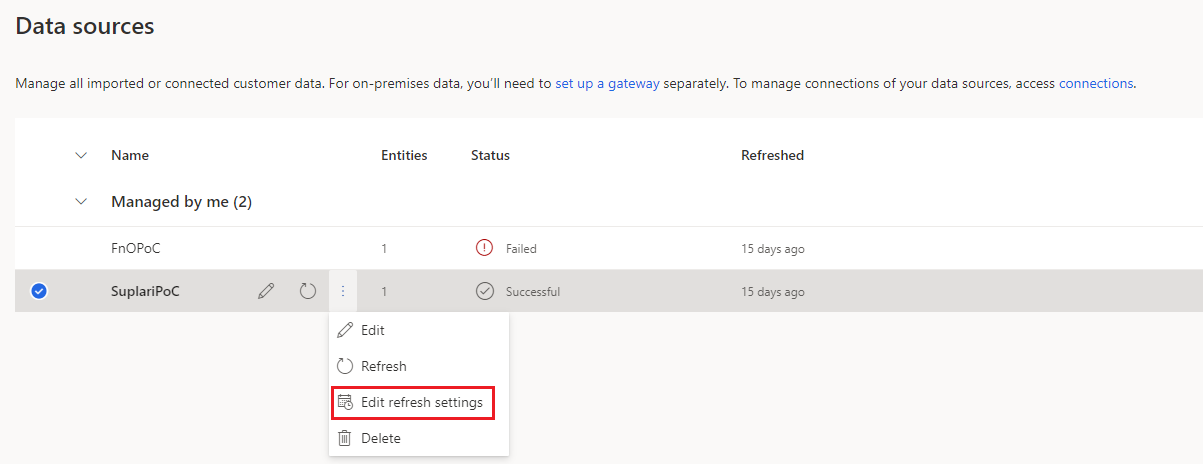 Data sources
Manage all imported or connected customer data. For on-premises data, you'll need to set up a gateway separately. To manage connections of your data sources, access connections.
Name Entities Status Refreshed
Managed by me (2)
FnOPoC 1 Failed 15 days ago
SuplariPoC 1 Successful 15 days ago
Edit
Refresh
Edit refresh settings
Delete